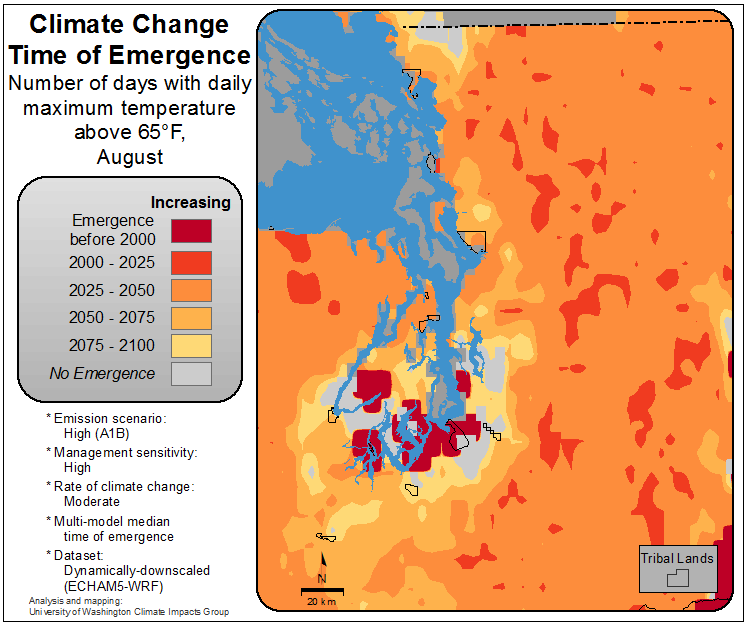 Climate Change
Time of Emergence
Number of days with daily
maximum temperature
above 65°F,
August
Increasing
Emergence
before 2000
2000 - 2025
2025 - 2050
2050 - 2075
2075 - 2100
No Emergence
* Emission scenario:
High (A1B)
* Management sensitivity:
High
* Rate of climate change:
Moderate
* Multi-model median
time of emergence
* Dataset:
Dynamically-downscaled
(ECHAM5-WRF)
Analysis and mapping:
University of Washington Climate Impacts Group
N
20 km
Tribal Lands